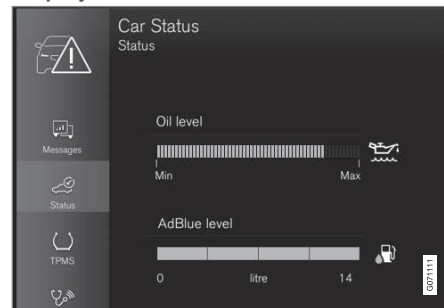 Car Status
Status
Messages
Status
TPMS
Oil level
Min Max
AdBlue level
0 litre 14
G071111